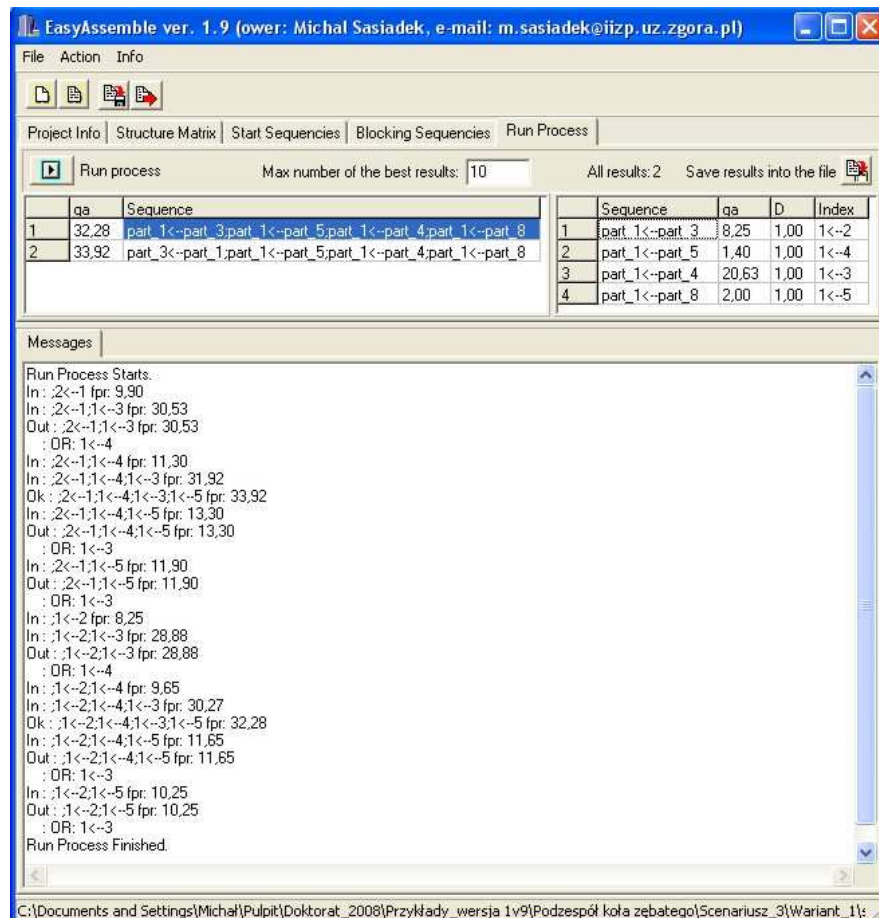 EasyAssemble ver. 1.9 (ower: Michal Sasiadek, e-mail: m.sasiadek@iizp.uz.zgora.pl)
File Action Info
Project Info Structure Matrix Start Sequencies Blocking Sequencies Run Process
Run process Max number of the best results: 10 All results: 2 Save results into the file
qa Sequence
1 32,28 part_1<--part_3;part_1<--part_5;part_1<--part_4;part_1<--part_8
2 33,92 part_3<--part_1;part_1<--part_5;part_1<--part_4;part_1<--part_8
Sequence qa D Index
1 part_1<--part_3 8,25 1,00 1<--2
2 part_1<--part_5 1,40 1,00 1<--4
3 part_1<--part_4 20,63 1,00 1<--3
4 part_1<--part_8 2,00 1,00 1<--5
Messages
Run Process Starts.
In : ;2<--1 fpr: 9,90
In : ;2<--1;1<--3 fpr: 30,53
Out : ;2<--1;1<--3 fpr: 30,53
: OR: 1<--4
In : ;2<--1;1<--4 fpr: 11,30
In : ;2<--1;1<--4;1<--3 fpr: 31,92
Ok : ;2<--1;1<--4;1<--3;1<--5 fpr: 33,92
In : ;2<--1;1<--4;1<--5 fpr: 13,30
Out : ;2<--1;1<--4;1<--5 fpr: 13,30
: OR: 1<--3
In : ;2<--1;1<--5 fpr: 11,90
Out : ;2<--1;1<--5 fpr: 11,90
: OR: 1<--3
In : ;1<--2 fpr: 8,25
In : ;1<--2;1<--3 fpr: 28,88
Out : ;1<--2;1<--3 fpr: 28,88
: OR: 1<--4
In : ;1<--2;1<--4 fpr: 9,65
In : ;1<--2;1<--4;1<--3 fpr: 30,27
Ok : ;1<--2;1<--4;1<--3;1<--5 fpr: 32,28
In : ;1<--2;1<--4;1<--5 fpr: 11,65
Out : ;1<--2;1<--4;1<--5 fpr: 11,65
: OR: 1<--3
In : ;1<--2;1<--5 fpr: 10,25
Out : ;1<--2;1<--5 fpr: 10,25
: OR: 1<--3
Run Process Finished.
C:\Documents and Settings\Michał\Pulpit\Doktorat_2008\Przykłady_wersja 1v9\Podzespół koła zębatego\Scenariusz_3\Wariant_1\s